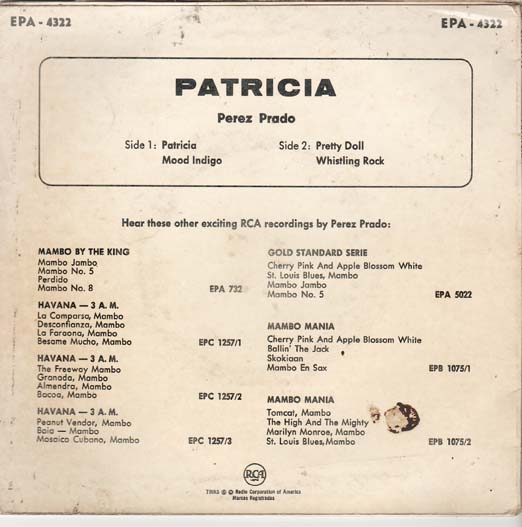 EPA - 4322
EPA - 4322
PATRICIA
Perez Prado
Side 1: Patricia
Mood Indigo
Side 2: Pretty Doll
Whistling Rock
Hear these other exciting RCA recordings by Perez Prado:
MAMBO BY THE KING
Mambo Jambo
Mambo No. 5
Perdido
Mambo No. 8
EPA 732
HAVANA — 3 A. M.
La Comparsa, Mambo
Desconfianza, Mambo
La Faraona, Mambo
Besame Mucho, Mambo
EPC 1257/1
HAVANA — 3 A. M.
The Freeway Mambo
Granada, Mambo
Almendra, Mambo
Bacoa, Mambo
EPC 1257/2
HAVANA — 3 A. M.
Peanut Vendor, Mambo
Baia — Mambo
Mosaico Cubano, Mambo
EPC 1257/3
GOLD STANDARD SERIE
Cherry Pink And Apple Blossom White
St. Louis Blues, Mambo
Mambo Jambo
Mambo No. 5
EPA 5022
MAMBO MANIA
Cherry Pink And Apple Blossom White
Ballin' The Jack
Skokiaan
Mambo En Sax
EPB 1075/1
MAMBO MANIA
Tomcat, Mambo
The High And The Mighty
Marilyn Monroe, Mambo
St. Louis Blues, Mambo
EPB 1075/2
RCA
® © Radio Corporation of America
Marcas Registradas